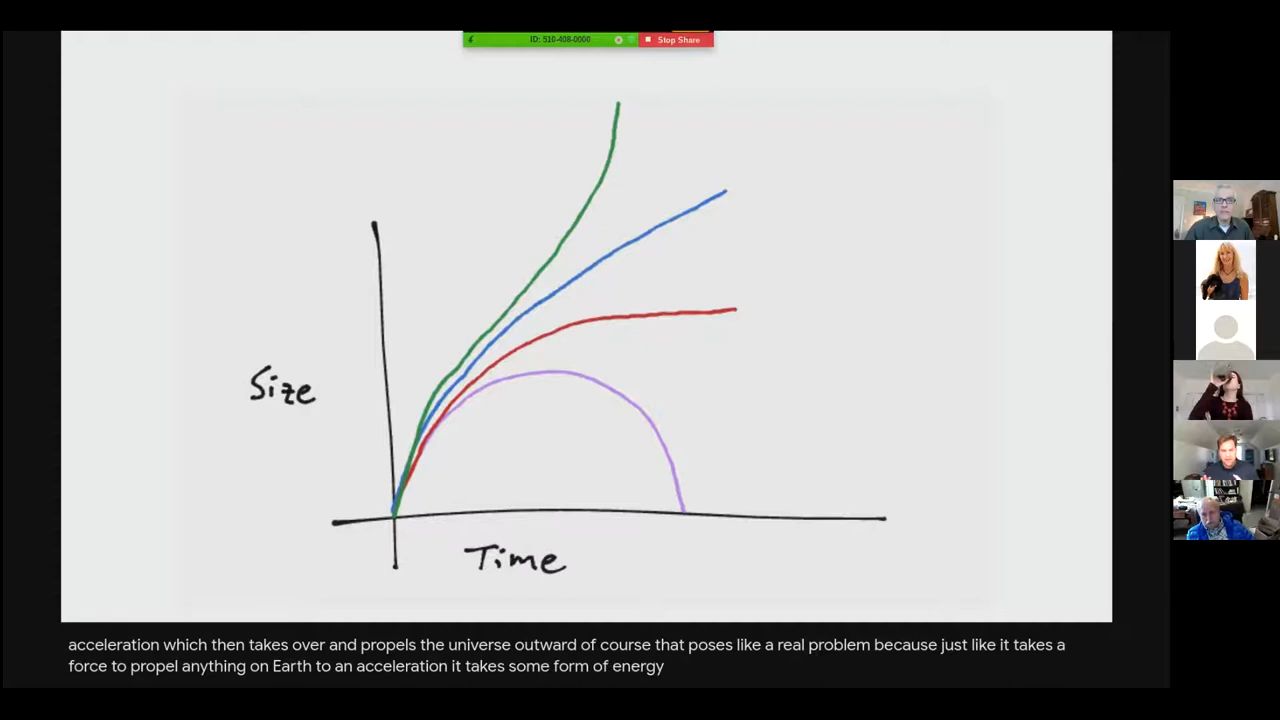 ID: 510-408-0000
Stop Share
Size
Time
acceleration which then takes over and propels the universe outward of course that poses like a real problem because just like it takes a
force to propel anything on Earth to an acceleration it takes some form of energy